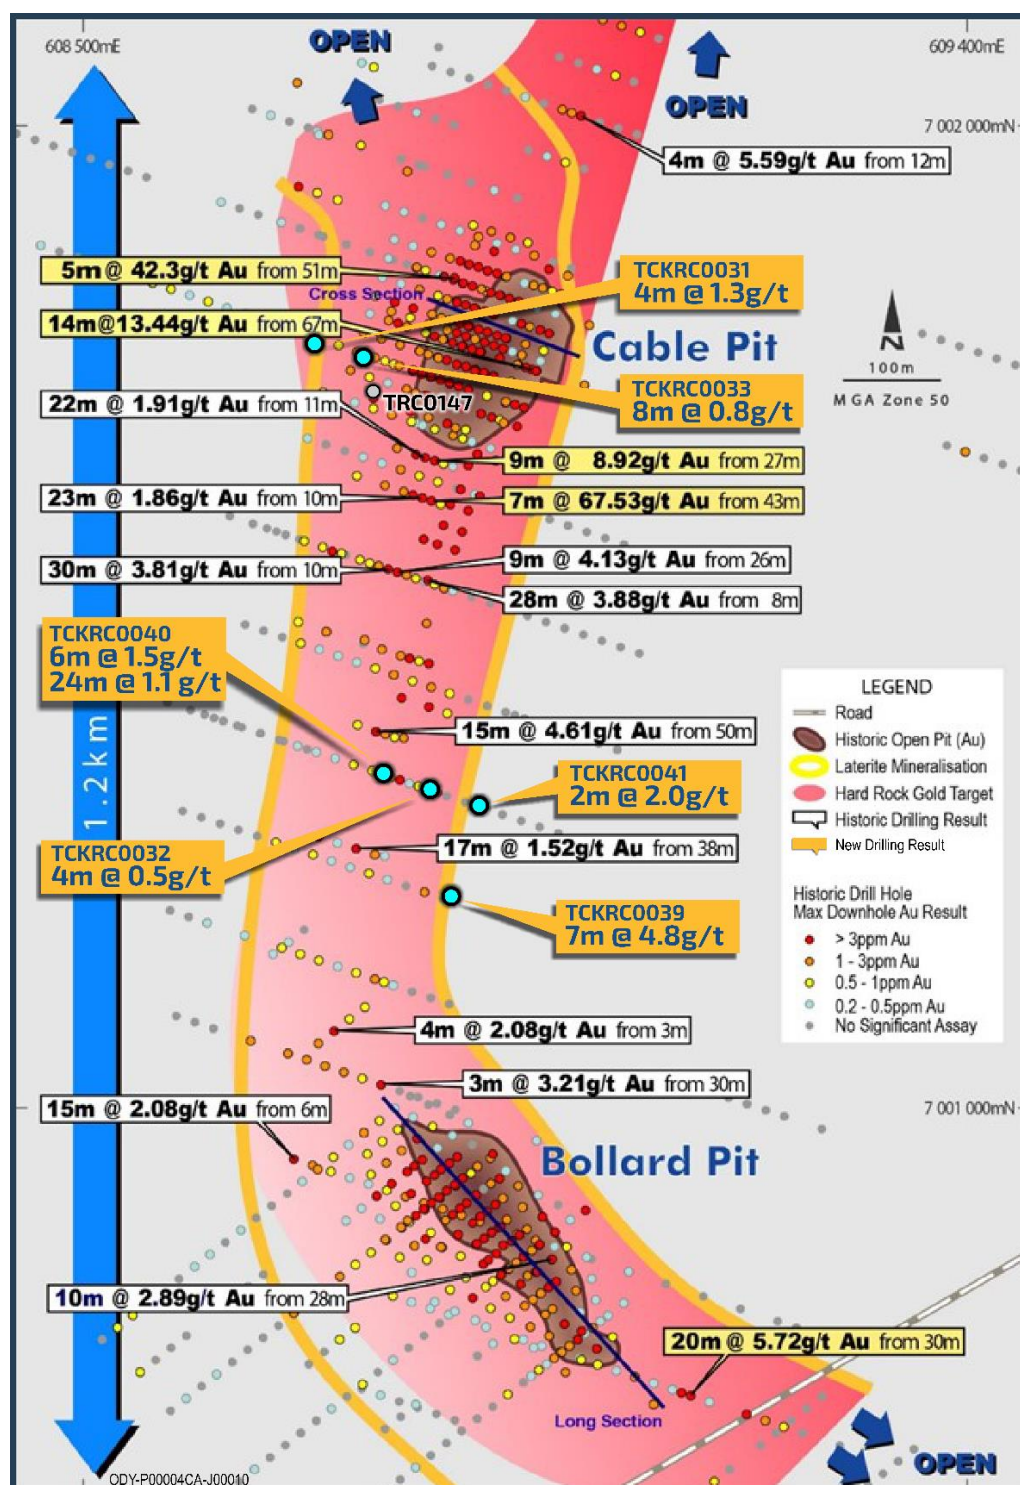 608 500mE
OPEN
609 400mE
OPEN
7 002 000mN
4m @ 5.59g/t Au from 12m
5m @ 42.3g/t Au from 51m
TCKRC0031
4m @ 1.3g/t
Cross Section
14m@13.44g/t Au from 67m
Cable Pit
N
100m
MGA Zone 50
TCKRC0033
8m @ 0.8g/t
TRC0147
22m @ 1.91g/t Au from 11m
9m @ 8.92g/t Au from 27m
23m @ 1.86g/t Au from 10m
7m @ 67.53g/t Au from 43m
30m @ 3.81g/t Au from 10m
9m @ 4.13g/t Au from 26m
28m @ 3.88g/t Au from 8m
TCKRC0040
6m @ 1.5g/t
24m @ 1.1 g/t
1.2 km
15m @ 4.61g/t Au from 50m
TCKRC0041
2m @ 2.0g/t
TCKRC0032
4m @ 0.5g/t
17m @ 1.52g/t Au from 38m
TCKRC0039
7m @ 4.8g/t
LEGEND
Road
Historic Open Pit (Au)
Laterite Mineralisation
Hard Rock Gold Target
Historic Drilling Result
New Drilling Result
Historic Drill Hole
Max Downhole Au Result
> 3ppm Au
1 - 3ppm Au
0.5 - 1ppm Au
0.2 - 0.5ppm Au
No Significant Assay
4m @ 2.08g/t Au from 3m
3m @ 3.21g/t Au from 30m
15m @ 2.08g/t Au from 6m
7 001 000mN
Bollard Pit
10m @ 2.89g/t Au from 28m
20m @ 5.72g/t Au from 30m
Long Section
OPEN
ODY-P00004CA-J00010